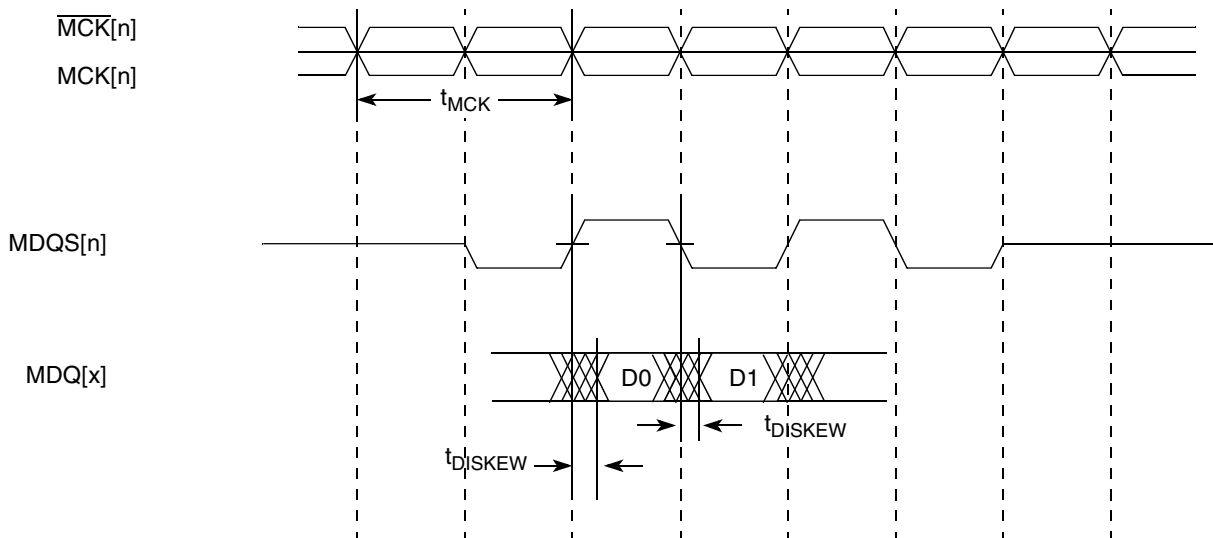 MCK[n]
MCK[n]
tMCK
MDQS[n]
MDQ[x]
D0
D1
tDISKEW
tDISKEW